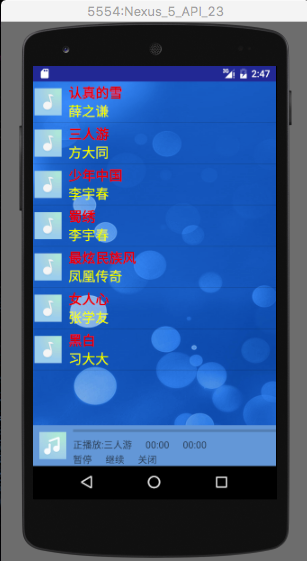 5554:Nexus_5_API_23
2:47
认真的雪
薛之谦
三人游
方大同
少年中国
李宇春
蜀绣
李宇春
最炫民族风
凤凰传奇
女人心
张学友
黑白
习大大
正播放:三人游 00:00 00:00
暂停 继续 关闭